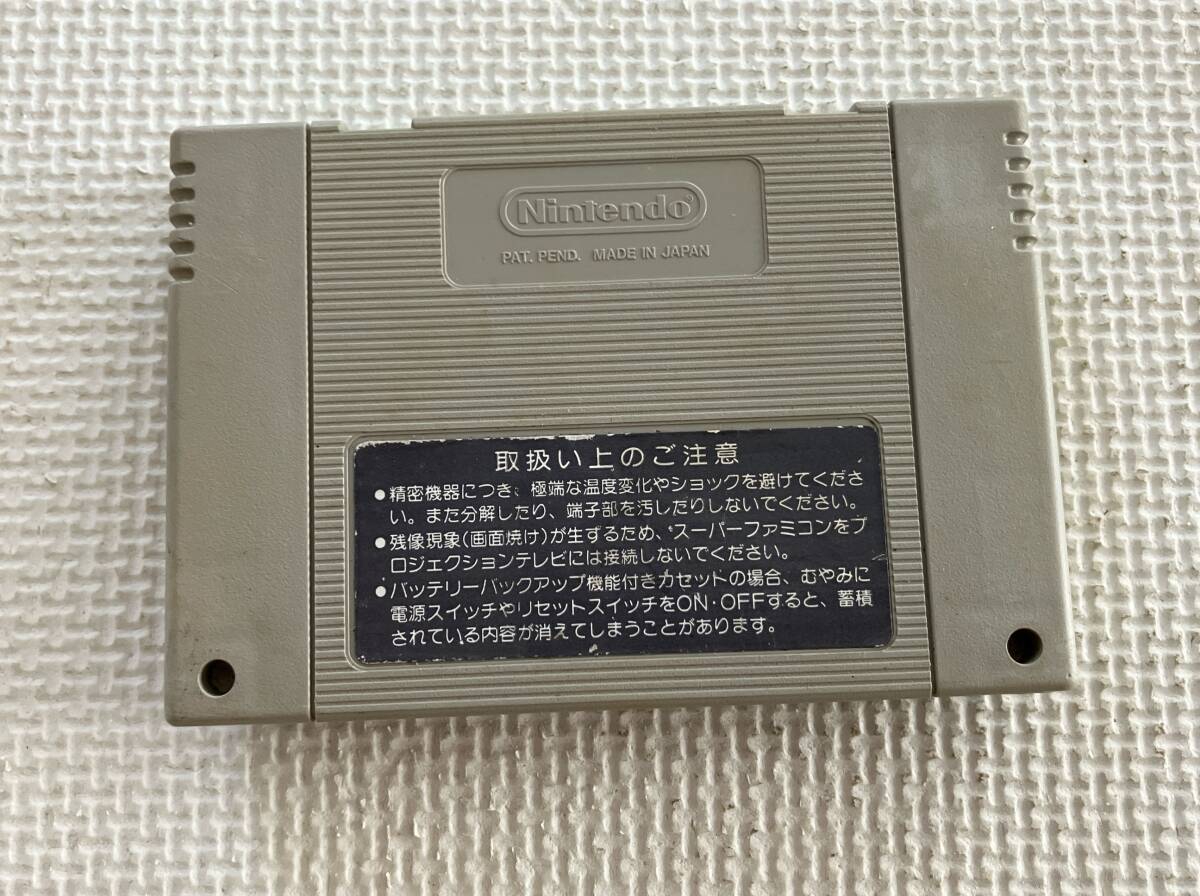 Nintendo®
PAT. PEND. MADE IN JAPAN
取扱い上のご注意
●精密機器につき、極端な温度変化やショックを避けてくださ
い。また分解したり、端子部を汚したりしないでください。
●残像現象(画面焼け)が生ずるため、スーパーファミコンをプ
ロジェクションテレビには接続しないでください。
●バッテリーバックアップ機能付きカセットの場合、むやみに
電源スイッチやリセットスイッチをON・OFFすると、蓄積
されている内容が消えてしまうことがあります。